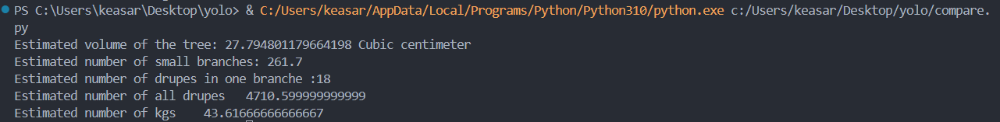 PS C:\Users\keasar\Desktop\yolo> & C:/Users/keasar/AppData/Local/Programs/Python/Python310/python.exe c:/Users/keasar/Desktop/yolo/compare.
py
Estimated volume of the tree: 27.794801179664198 Cubic centimeter
Estimated number of small branches: 261.7
Estimated number of drupes in one branche :18
Estimated number of all drupes   4710.599999999999
Estimated number of kgs    43.61666666666667